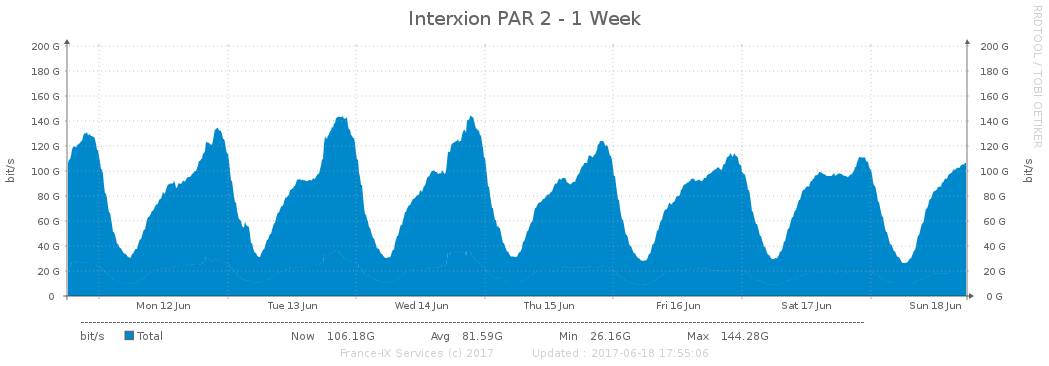 Interxion PAR 2 - 1 Week
RRDTOOL / TOBI OETIKER
bit/s
200 G
180 G
160 G
140 G
120 G
100 G
80 G
60 G
40 G
20 G
0
200 G
180 G
160 G
140 G
120 G
100 G
80 G
60 G
40 G
20 G
0 G
bit/s
Mon 12 Jun Tue 13 Jun Wed 14 Jun Thu 15 Jun Fri 16 Jun Sat 17 Jun Sun 18 Jun
bit/s Total Now 106.18G Avg 81.59G Min 26.16G Max 144.28G
France-IX Services (c) 2017 Updated : 2017-06-18 17:55:06